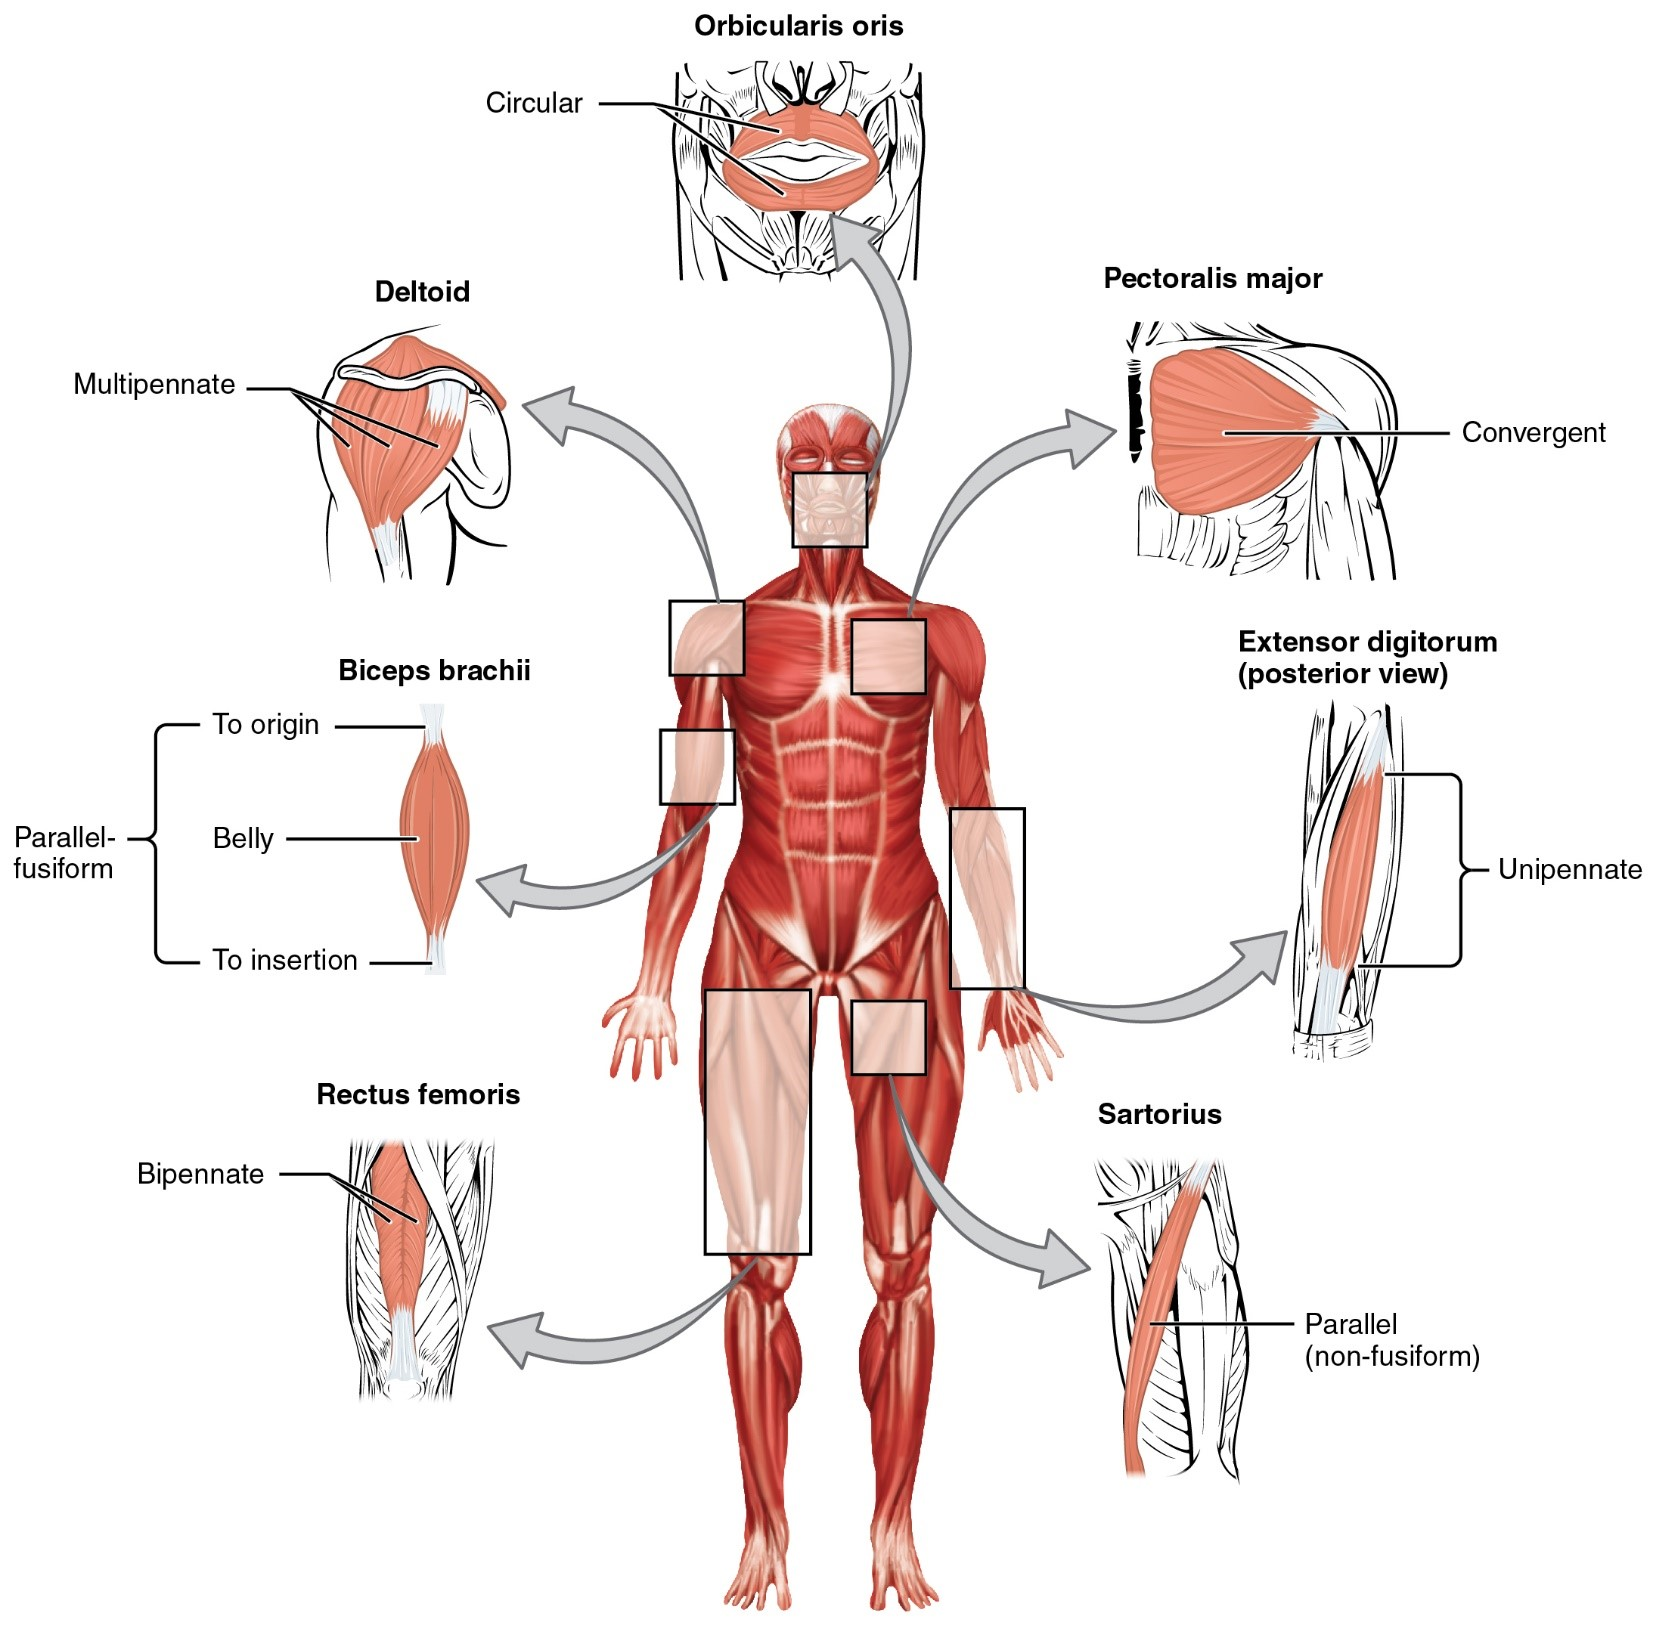 Orbicularis oris
Circular
Deltoid
Multipennate
Pectoralis major
Convergent
Biceps brachii
To origin
Belly
To insertion
Parallel-
fusiform
Extensor digitorum
(posterior view)
Unipennate
Rectus femoris
Bipennate
Sartorius
Parallel
(non-fusiform)